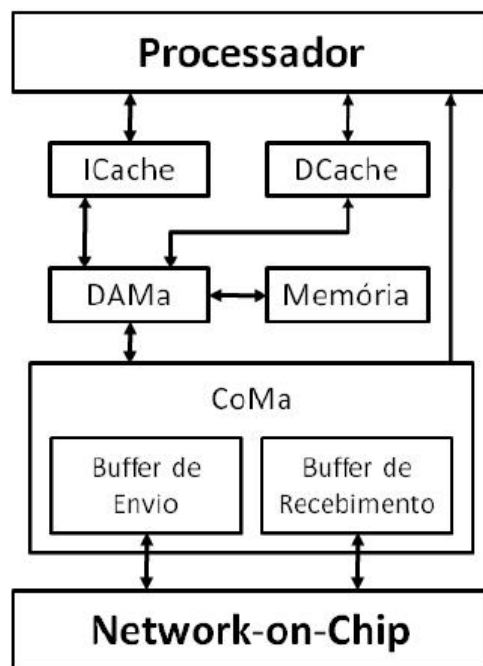 Processador
ICache
DCache
DAMa
Memória
CoMa
Buffer de
Envio
Buffer de
Recebimento
Network-on-Chip